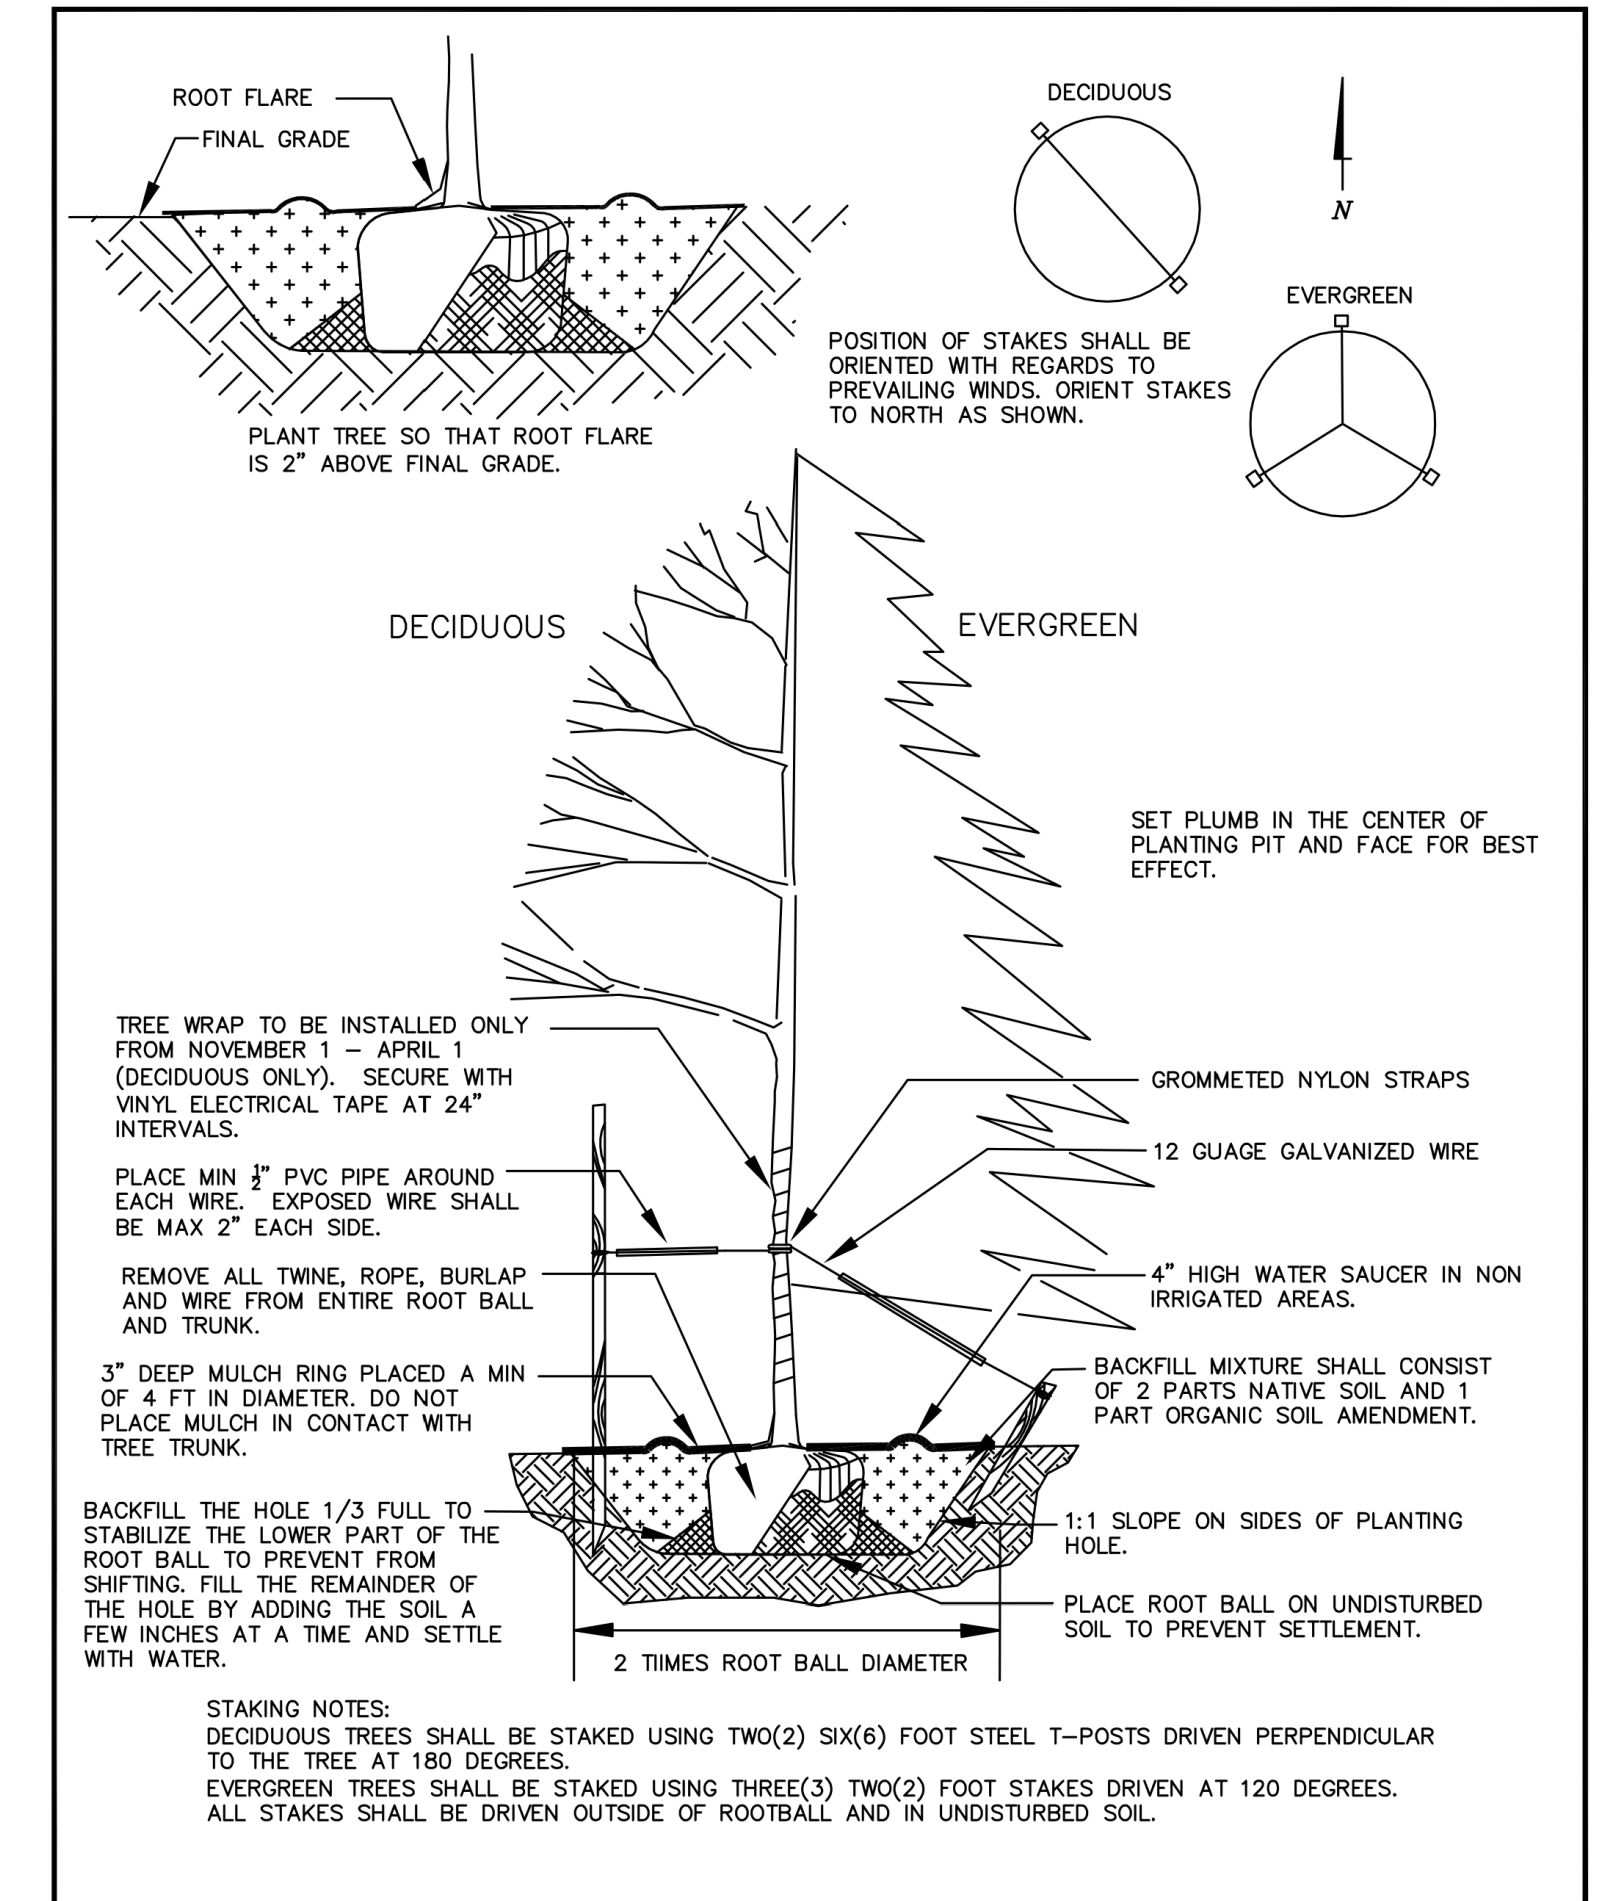 ROOT FLARE
FINAL GRADE
PLANT TREE SO THAT ROOT FLARE
IS 2” ABOVE FINAL GRADE.
DECIDUOUS
N
EVERGREEN
POSITION OF STAKES SHALL BE
ORIENTED WITH REGARDS TO
PREVAILING WINDS. ORIENT STAKES
TO NORTH AS SHOWN.
DECIDUOUS
EVERGREEN
SET PLUMB IN THE CENTER OF
PLANTING PIT AND FACE FOR BEST
EFFECT.
TREE WRAP TO BE INSTALLED ONLY
FROM NOVEMBER 1 – APRIL 1
(DECIDUOUS ONLY). SECURE WITH
VINYL ELECTRICAL TAPE AT 24”
INTERVALS.
PLACE MIN ½” PVC PIPE AROUND
EACH WIRE. EXPOSED WIRE SHALL
BE MAX 2” EACH SIDE.
REMOVE ALL TWINE, ROPE, BURLAP
AND WIRE FROM ENTIRE ROOT BALL
AND TRUNK.
3” DEEP MULCH RING PLACED A MIN
OF 4 FT IN DIAMETER. DO NOT
PLACE MULCH IN CONTACT WITH
TREE TRUNK.
BACKFILL THE HOLE 1/3 FULL TO
STABILIZE THE LOWER PART OF THE
ROOT BALL TO PREVENT FROM
SHIFTING. FILL THE REMAINDER OF
THE HOLE BY ADDING THE SOIL A
FEW INCHES AT A TIME AND SETTLE
WITH WATER.
GROMMETED NYLON STRAPS
12 GUAGE GALVANIZED WIRE
4” HIGH WATER SAUCER IN NON
IRRIGATED AREAS.
BACKFILL MIXTURE SHALL CONSIST
OF 2 PARTS NATIVE SOIL AND 1
PART ORGANIC SOIL AMENDMENT.
1:1 SLOPE ON SIDES OF PLANTING
HOLE.
PLACE ROOT BALL ON UNDISTURBED
SOIL TO PREVENT SETTLEMENT.
2 TIIMES ROOT BALL DIAMETER
STAKING NOTES:
DECIDUOUS TREES SHALL BE STAKED USING TWO(2) SIX(6) FOOT STEEL T–POSTS DRIVEN PERPENDICULAR
TO THE TREE AT 180 DEGREES.
EVERGREEN TREES SHALL BE STAKED USING THREE(3) TWO(2) FOOT STAKES DRIVEN AT 120 DEGREES.
ALL STAKES SHALL BE DRIVEN OUTSIDE OF ROOTBALL AND IN UNDISTURBED SOIL.